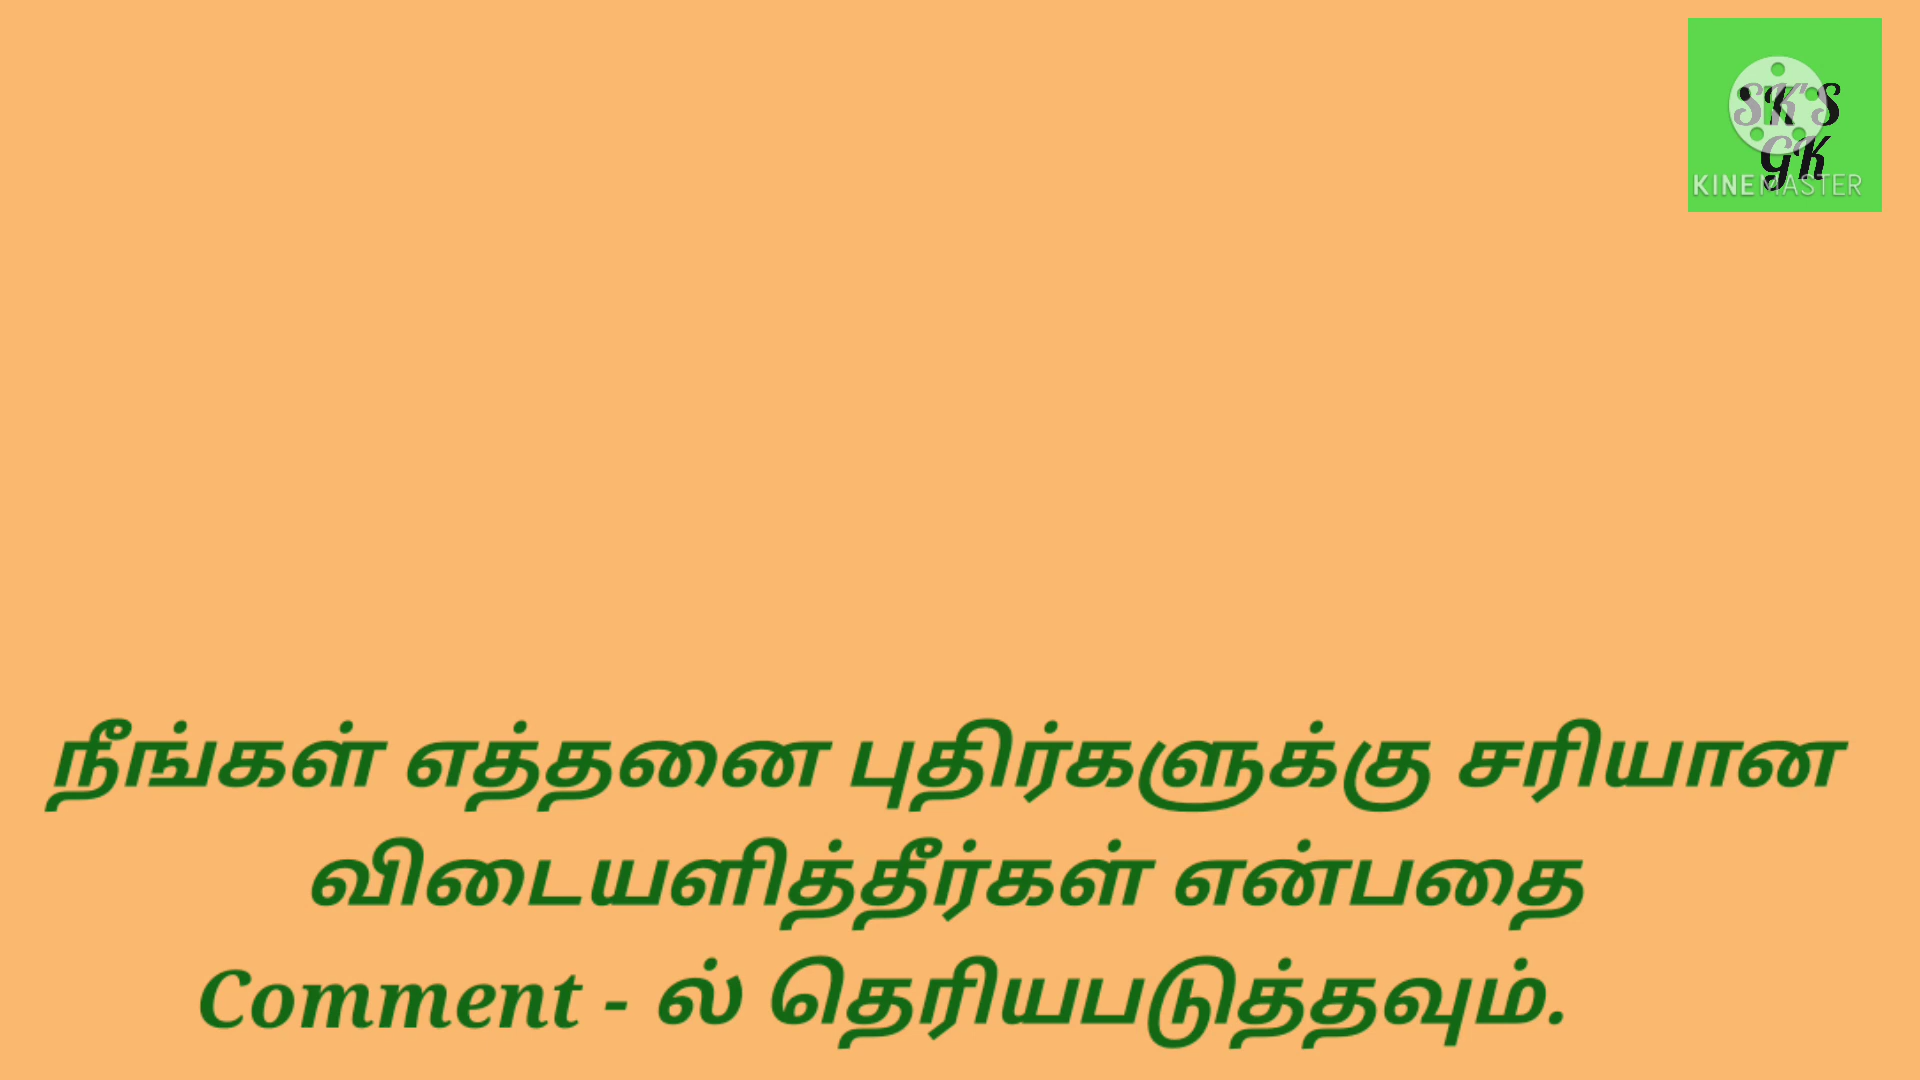 SK'S
GK
KINEMASTER
நீங்கள் எத்தனை புதிர்களுக்கு சரியான
விடையளித்தீர்கள் என்பதை
Comment - ல் தெரியபடுத்தவும்.